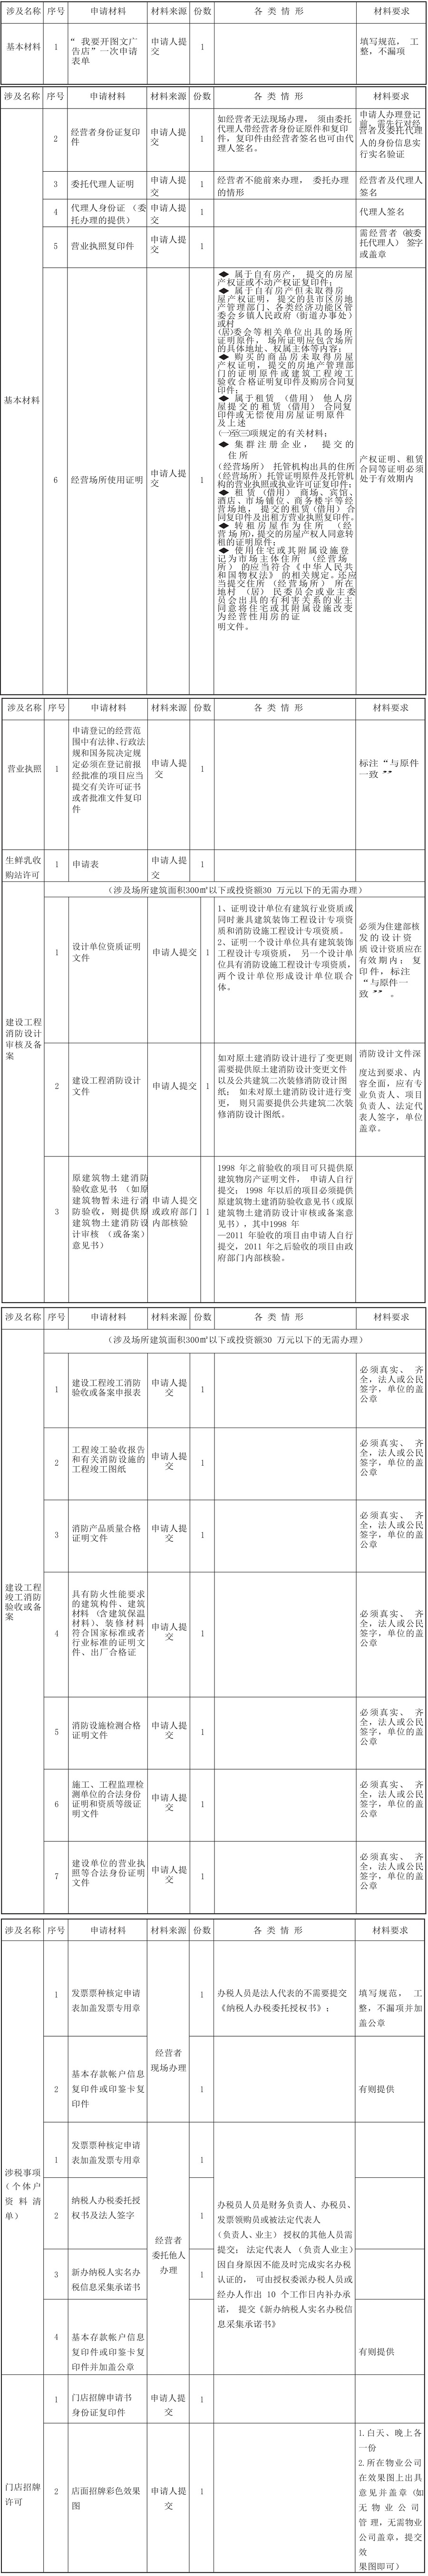 涉及名称 序号 申请材料 材料来源 份数 各 类 情 形 材料要求
基本材料 1 “ 我要开图文广告店”一次申请表单 申请人提交 1 填写规范， 工整，不漏项
涉及名称 序号 申请材料 材料来源 份数 各 类 情 形 材料要求
基本材料
2 经营者身份证复印件 申请人提交 1
如经营者无法现场办理， 须由委托
代理人带经营者身份证原件和复印
件，复印件由经营者签名也可由代
理人签名。
申请人办理登记
前，需先行对经
营者及委托代理
人的身份信息实
行实名验证
3 委托代理人证明 申请人提交 1
经营者不能前来办理， 委托办理
的情形
经营者及代理人
签名
4 代理人身份证 （委托办理的提供） 申请人提交 1 代理人签名
5 营业执照复印件 申请人提交 1
需经营者（被委
托代理人） 签字
或盖章
6 经营场所使用证明 申请人提交 1
◆ 属于自有房产， 提交的房屋
产权证或不动产权证复印件；
◆ 属于自有房产但未取得房
屋产权证明，提交的县市区房地
产管理部门、各类经济功能区管
委会乡镇人民政府（街道办事处）
或村
(居)委会等相关单位出具的场所
证明原件， 场所证明应包含场所
的具体地址、权属主体等内容；
◆ 购买的商品房未取得房屋
产权证明，提交的房地产管理部
门的证明原件或建筑工程竣工
验收合格证明复印件及购房合同复
印件；
◆ 属于租赁 （借用） 他人房
屋提交的租赁（借用） 合同复
印件或无偿使用房屋证明原件
及上述
(一)至(三)项规定的有关材料；
◆ 集群注册企业， 提交的
住所
(经营场所） 托管机构出具的住所
(经营场所）托管证明原件及托管机
构的营业执照或执业许可证复印件；
◆ 租赁（借用） 商场、宾馆、
酒店、市场铺位、商务楼宇等经
营场地， 提交的租赁(借用）合
同复印件及出租方营业执照复印件。
◆ 转租房屋作为住所 （经
营场所)，提交的房屋产权人同意转
租的证明原件；
◆ 使用住宅或其附属设施登
记为市场主体住所 （经营场
所） 的应当符合《中华人民共
和国物权法》 的相关规定。还应
当提交住所 （经营场所） 所在
地村 （居） 民委员会或业主委
员会出具的有利害关系的业主
同意将住宅或其附属设施改变
为经营性用房的证
明文件。
产权证明、租赁
合同等证明必须
处于有效期内
涉及名称 序号 申请材料 材料来源 份数 各 类 情 形 材料要求
营业执照 1
申请登记的经营范
围中有法律、行政法
规和国务院决定规
定必须在登记前报
经批准的项目应当
提交有关许可证书
或者批准文件复印
件
申请人提交 1
标注“与原件
一致””
生鲜乳收购站许可 1 申请表 申请人提交 1
（涉及场所建筑面积300㎡以下或投资额30 万元以下的无需办理）
建设工程
消防设计
审核及备
案
1 设计单位资质证明文件 申请人提交 1
1、证明设计单位有建筑行业资质或
同时兼具建筑装饰工程设计专项资
质和消防设施工程设计专项资质。
2、证明一个设计单位具有建筑装饰
工程设计专项资质， 另一个设计单
位具有消防设施工程设计专项资质，
两个设计单位形成设计单位联合
体。
必须为住建部核
发的设计资
质设计资质应在
有效期内； 复
印件，标注
“与原件一
致 ”” 。
2 建设工程消防设计文件 申请人提交 1
如对原土建消防设计进行了变更则
需要提供原土建消防设计变更文件
以及公共建筑二次装修消防设计图
纸； 如未对原土建消防设计进行变
更， 则只需要提供公共建筑二次装
修消防设计图纸。
消防设计文件深
度达到要求、内
容全面，应有专
业负责人、项目
负责人、法定代
表人签字，单位
盖章。
3
原建筑物土建消防
验收意见书 （如原
建筑物暂未进行消
防验收，则提供原
建筑物土建消防设
计审核 （或备案）
意见书）
申请人提交或政府部门内部核验 1
1998 年之前验收的项目可只提供原
建筑物房产证明文件， 申请人自行
提交；1998 年以后的项目必须提供
原建筑物土建消防验收意见书(或原
建筑物土建消防设计审核或备案意
见书），其中1998 年
—2011 年验收的项目由申请人自行
提交，2011 年之后验收的项目由政
府部门内部核验。
涉及名称 序号 申请材料 材料来源 份数 各 类 情 形 材料要求
（涉及场所建筑面积300㎡以下或投资额30 万元以下的无需办理）
建设工程
竣工消防
验收或备
案
1 建设工程竣工消防验收或备案申报表 申请人提交 1
必须真实、 齐
全，法人或公民
签字，单位的盖
公章
2
工程竣工验收报告
和有关消防设施的
工程竣工图纸
申请人提交 1
必须真实、 齐
全，法人或公民
签字，单位的盖
公章
3 消防产品质量合格证明文件 申请人提交 1
必须真实、 齐
全，法人或公民
签字，单位的盖
公章
4
具有防火性能要求
的建筑构件、建筑
材料（含建筑保温
材料）、装修材料
符合国家标准或者
行业标准的证明文
件、出厂合格证
申请人提交 1
必须真实、 齐
全，法人或公民
签字，单位的盖
公章
5 消防设施检测合格证明文件 申请人提交 1
必须真实、 齐
全，法人或公民
签字，单位的盖
公章
6
施工、工程监理检
测单位的合法身份
证明和资质等级证
明文件
申请人提交 1
必须真实、 齐
全，法人或公民
签字，单位的盖
公章
7
建设单位的营业执
照等合法身份证明
文件
申请人提交 1
必须真实、 齐
全，法人或公民
签字，单位的盖
公章
涉及名称 序号 申请材料 材料来源 份数 各 类 情 形 材料要求
涉税事项
（个体户
资 料 清
单）
1 发票票种核定申请表加盖发票专用章 经营者现场办理 1
办税人员是法人代表的不需要提交
《纳税人办税委托授权书》；
填写规范， 工
整，不漏项并加
盖公章
2
基本存款帐户信息
复印件或印鉴卡复
印件
1 有则提供
1 发票票种核定申请表加盖发票专用章 经营者委托他人办理 1
2 纳税人办税委托授权书及法人签字 1
办税员人员是财务负责人、办税员、
发票领购员或被法定代表人
（负责人、业主） 授权的其他人员需
提交； 法定代表人 （负责人业主）
因自身原因不能及时完成实名办税
认证的， 可由授权委派办税人员或
经办人作出 10 个工作日内补办承
诺， 提交《新办纳税人实名办税信
息采集承诺书》
3 新办纳税人实名办税信息采集承诺书 1
4
基本存款帐户信息
复印件或印鉴卡复
印件并加盖公章
有则提供
门店招牌许可
1 门店招牌申请书
身份证复印件
申请人提交 1
2 店面招牌彩色效果图 申请人提交 1
1.白天、晚上各
一份
2.所在物业公司
在效果图上出具
意见并盖章（如
无物业公司
管理，无需物业
公司盖章，提交
效
果图即可）